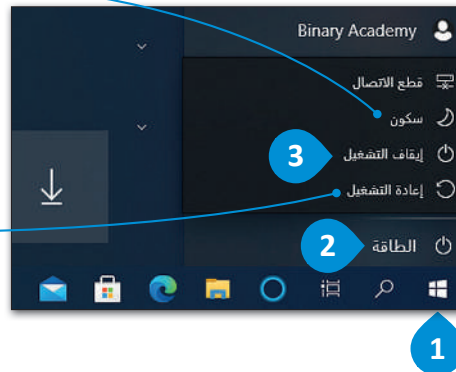 Binary Academy
قطع الاتصال
سكون
إيقاف التشغيل
3
إعادة التشغيل
الطاقة
2
1